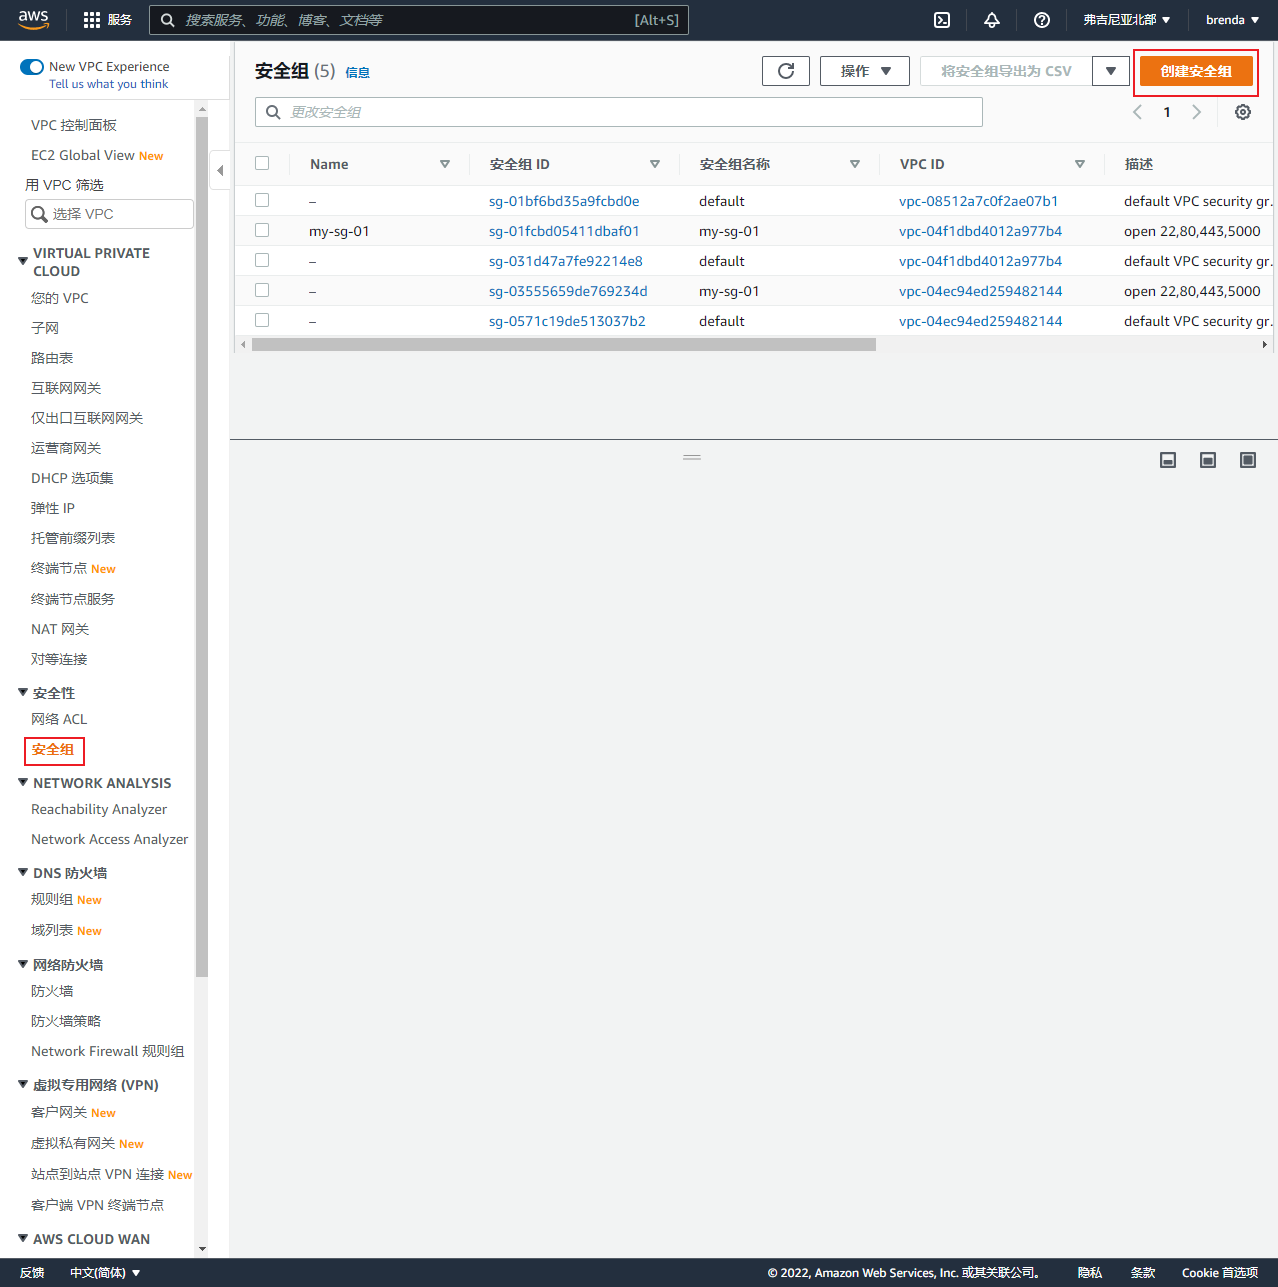 aws
服务
搜索服务、功能、博客、文档等 [Alt+S]
弗吉尼亚北部 ▼
brenda ▼
New VPC Experience
Tell us what you think
VPC 控制面板
EC2 Global View New
用 VPC 筛选
选择 VPC
VIRTUAL PRIVATE
CLOUD
您的 VPC
子网
路由表
互联网网关
仅出口互联网网关
运营商网关
DHCP 选项集
弹性 IP
托管前缀列表
终端节点 New
终端节点服务
NAT 网关
对等连接
安全性
网络 ACL
安全组
NETWORK ANALYSIS
Reachability Analyzer
Network Access Analyzer
DNS 防火墙
规则组 New
域列表 New
网络防火墙
防火墙
防火墙策略
Network Firewall 规则组
虚拟专用网络 (VPN)
客户网关 New
虚拟私有网关 New
站点到站点 VPN 连接 New
客户端 VPN 终端节点
AWS CLOUD WAN
安全组 (5) 信息
操作 ▼
将安全组导出为 CSV
创建安全组
更改安全组
1
Name 安全组 ID 安全组名称 VPC ID 描述
– sg-01bf6bd35a9fcbd0e default vpc-08512a7c0f2ae07b1 default VPC security gr...
my-sg-01 sg-01fcbd05411dbaf01 my-sg-01 vpc-04f1dbd4012a977b4 open 22,80,443,5000
– sg-031d47a7fe92214e8 default vpc-04f1dbd4012a977b4 default VPC security gr...
– sg-03555659de769234d my-sg-01 vpc-04ec94ed259482144 open 22,80,443,5000
– sg-0571c19de513037b2 default vpc-04ec94ed259482144 default VPC security gr...
反馈 中文(简体) ▼ © 2022, Amazon Web Services, Inc. 或其关联公司。 隐私 条款 Cookie 首选项